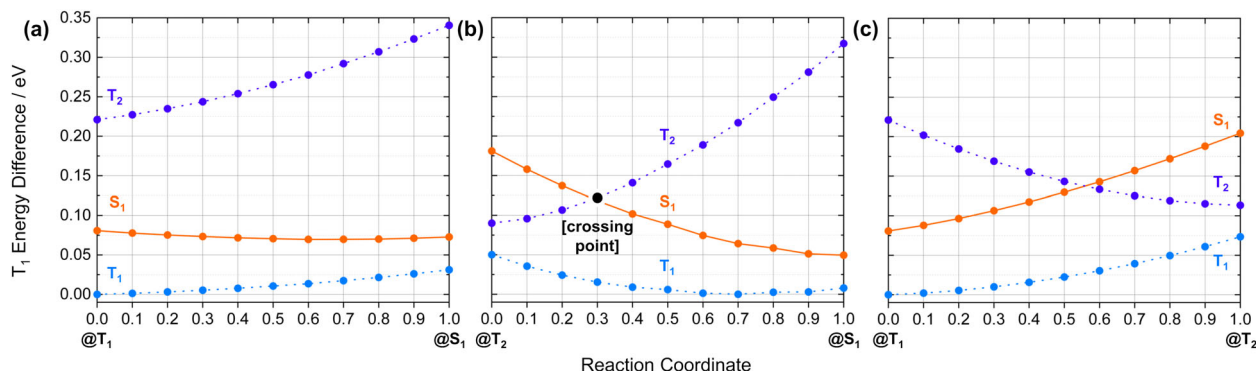 (a)
(b)
(c)
T₁ Energy Difference / eV
0.35
0.30
0.25
0.20
0.15
0.10
0.05
0.00
T₂
S₁
T₁
T₂
S₁
[crossing
point]
T₁
S₁
T₂
T₁
0.0 0.1 0.2 0.3 0.4 0.5 0.6 0.7 0.8 0.9 1.0
@T₁ @S₁
0.0 0.1 0.2 0.3 0.4 0.5 0.6 0.7 0.8 0.9 1.0
@T₂ @S₁
0.0 0.1 0.2 0.3 0.4 0.5 0.6 0.7 0.8 0.9 1.0
@T₁ @T₂
Reaction Coordinate